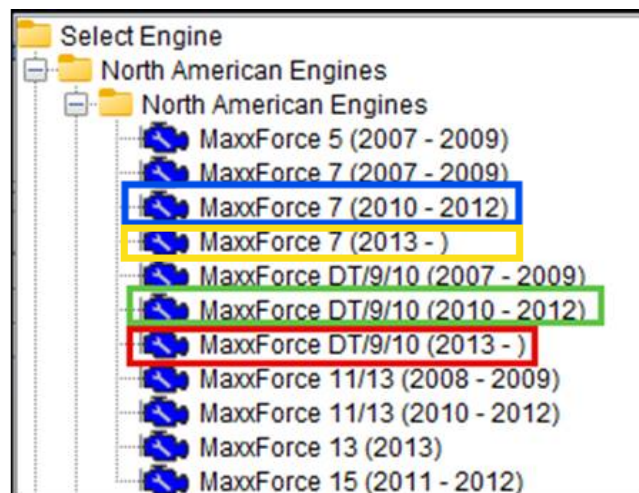 Select Engine
North American Engines
North American Engines
MaxxForce 5 (2007 - 2009)
MaxxForce 7 (2007 - 2009)
MaxxForce 7 (2010 - 2012)
MaxxForce 7 (2013 - )
MaxxForce DT/9/10 (2007 - 2009)
MaxxForce DT/9/10 (2010 - 2012)
MaxxForce DT/9/10 (2013 - )
MaxxForce 11/13 (2008 - 2009)
MaxxForce 11/13 (2010 - 2012)
MaxxForce 13 (2013)
MaxxForce 15 (2011 - 2012)